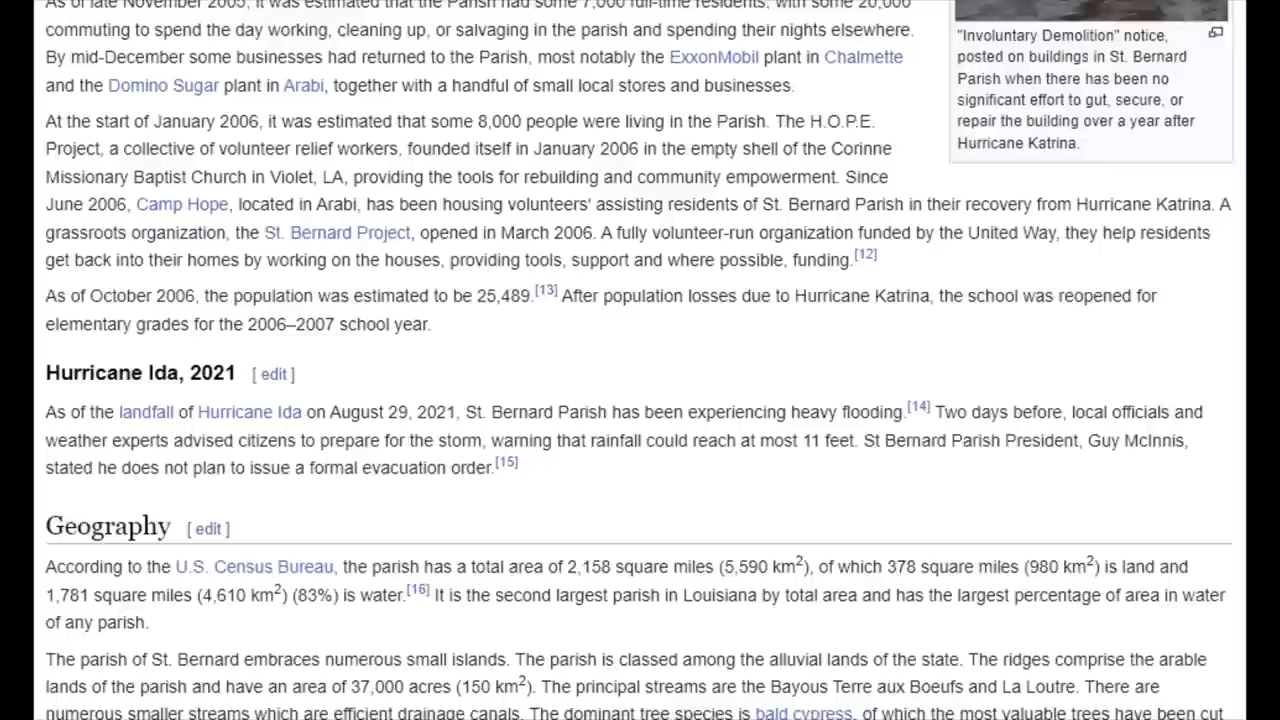 As of late November 2005, it was estimated that the Parish had some 7,000 full-time residents, with some 20,000
commuting to spend the day working, cleaning up, or salvaging in the parish and spending their nights elsewhere.
By mid-December some businesses had returned to the Parish, most notably the ExxonMobil plant in Chalmette
and the Domino Sugar plant in Arabi, together with a handful of small local stores and businesses.
"Involuntary Demolition" notice,
posted on buildings in St. Bernard
Parish when there has been no
significant effort to gut, secure, or
repair the building over a year after
Hurricane Katrina.
At the start of January 2006, it was estimated that some 8,000 people were living in the Parish. The H.O.P.E.
Project, a collective of volunteer relief workers, founded itself in January 2006 in the empty shell of the Corinne
Missionary Baptist Church in Violet, LA, providing the tools for rebuilding and community empowerment. Since
June 2006, Camp Hope, located in Arabi, has been housing volunteers' assisting residents of St. Bernard Parish in their recovery from Hurricane Katrina. A
grassroots organization, the St. Bernard Project, opened in March 2006. A fully volunteer-run organization funded by the United Way, they help residents
get back into their homes by working on the houses, providing tools, support and where possible, funding.[12]
As of October 2006, the population was estimated to be 25,489.[13] After population losses due to Hurricane Katrina, the school was reopened for
elementary grades for the 2006–2007 school year.
Hurricane Ida, 2021 [ edit ]
As of the landfall of Hurricane Ida on August 29, 2021, St. Bernard Parish has been experiencing heavy flooding.[14] Two days before, local officials and
weather experts advised citizens to prepare for the storm, warning that rainfall could reach at most 11 feet. St Bernard Parish President, Guy McInnis,
stated he does not plan to issue a formal evacuation order.[15]
Geography [ edit ]
According to the U.S. Census Bureau, the parish has a total area of 2,158 square miles (5,590 km2), of which 378 square miles (980 km2) is land and
1,781 square miles (4,610 km2) (83%) is water.[16] It is the second largest parish in Louisiana by total area and has the largest percentage of area in water
of any parish.
The parish of St. Bernard embraces numerous small islands. The parish is classed among the alluvial lands of the state. The ridges comprise the arable
lands of the parish and have an area of 37,000 acres (150 km2). The principal streams are the Bayous Terre aux Boeufs and La Loutre. There are
numerous smaller streams which are efficient drainage canals. The dominant tree species is bald cypress, of which the most valuable trees have been cut